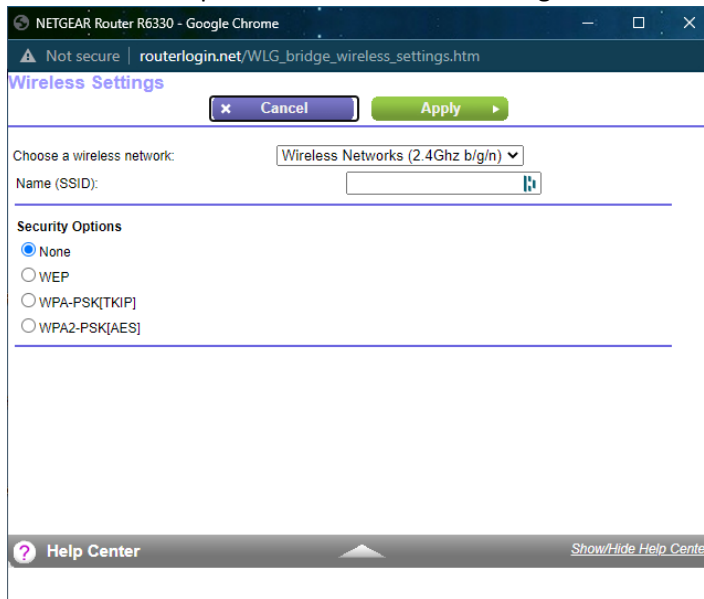 NETGEAR Router R6330 - Google Chrome
Not secure | routerlogin.net/WLG_bridge_wireless_settings.htm
Wireless Settings
x Cancel Apply
Choose a wireless network: Wireless Networks (2.4Ghz b/g/n)
Name (SSID):
Security Options
None
WEP
WPA-PSK[TKIP]
WPA2-PSK[AES]
? Help Center Show/Hide Help Cente